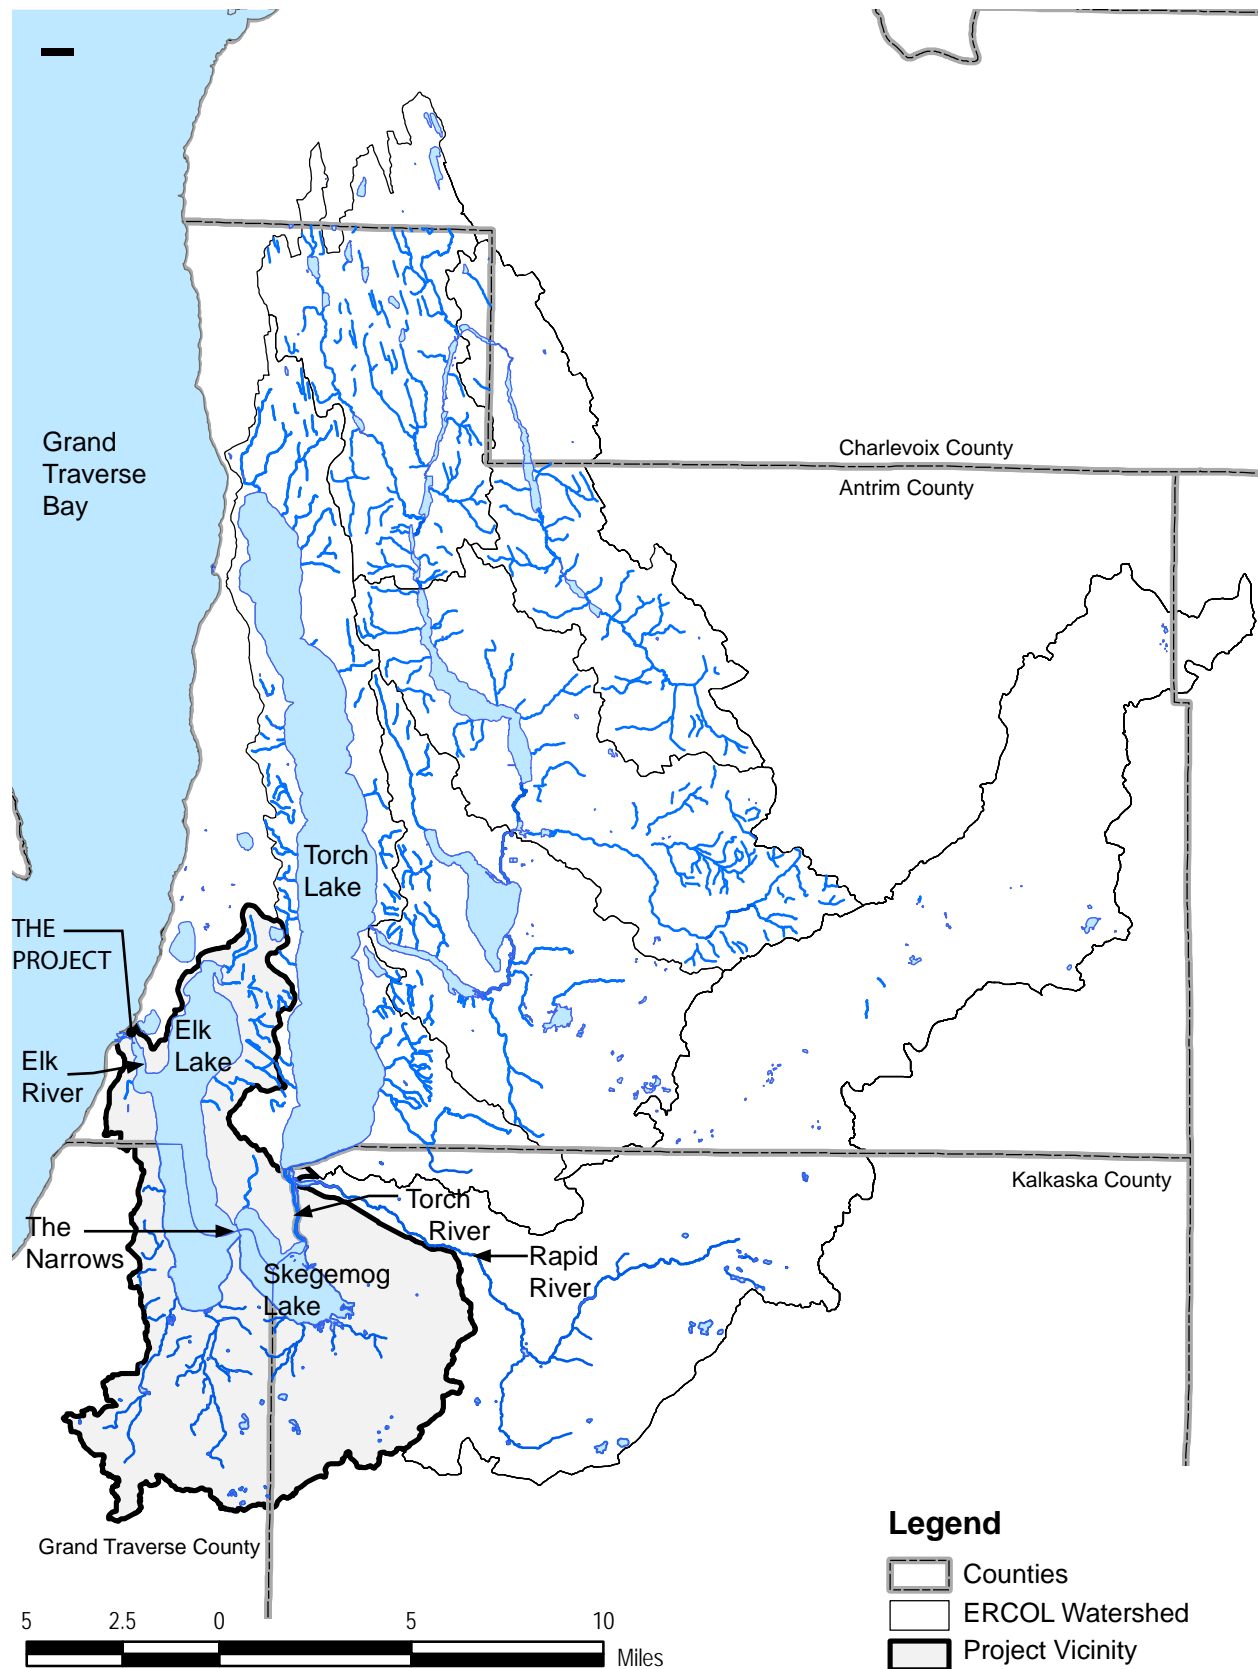 Grand
Traverse
Bay
Charlevoix County
Antrim County
Torch
Lake
THE
PROJECT
Elk
Lake
Elk
River
Kalkaska County
Torch
River
The
Narrows
Rapid
River
Skegemog
Lake
Grand Traverse County
Legend
Counties
ERCOL Watershed
Project Vicinity
5 2.5 0 5 10
Miles